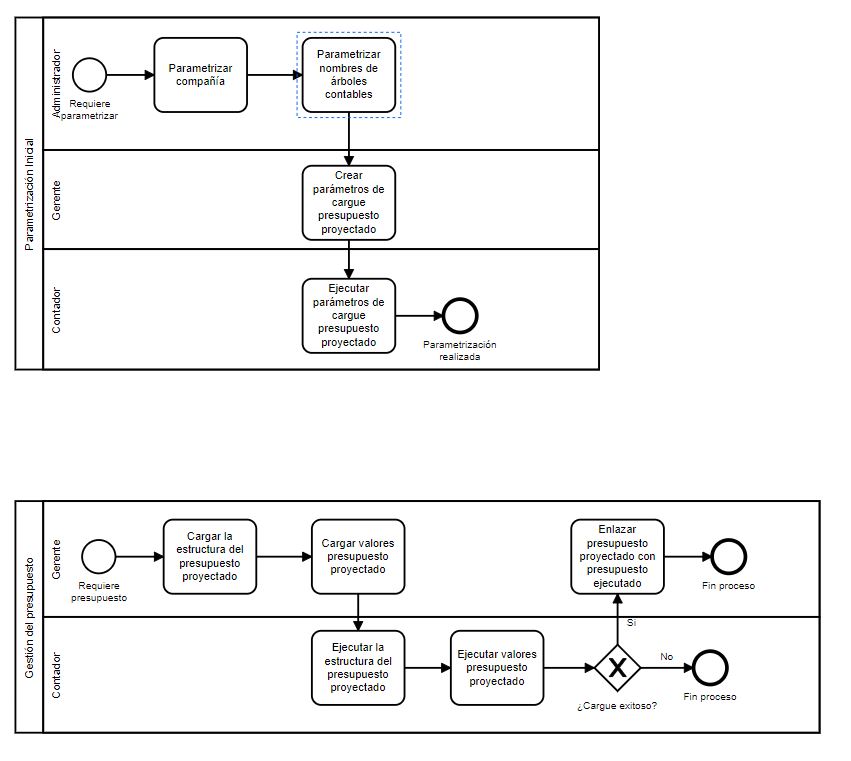 Parametrización Inicial
Administrador
Requiere
parametrizar
Parametrizar
compañía
Parametrizar
nombres de
árboles
contables
Gerente
Crear
parámetros de
cargue
presupuesto
proyectado
Contador
Ejecutar
parámetros de
cargue
presupuesto
proyectado
Parametrización
realizada
Gestión del presupuesto
Gerente
Requiere
presupuesto
Cargar la
estructura del
presupuesto
proyectado
Cargar valores
presupuesto
proyectado
Enlazar
presupuesto
proyectado con
presupuesto
ejecutado
Fin proceso
Contador
Ejecutar la
estructura del
presupuesto
proyectado
Ejecutar valores
presupuesto
proyectado
¿Cargue exitoso?
Si
No
Fin proceso